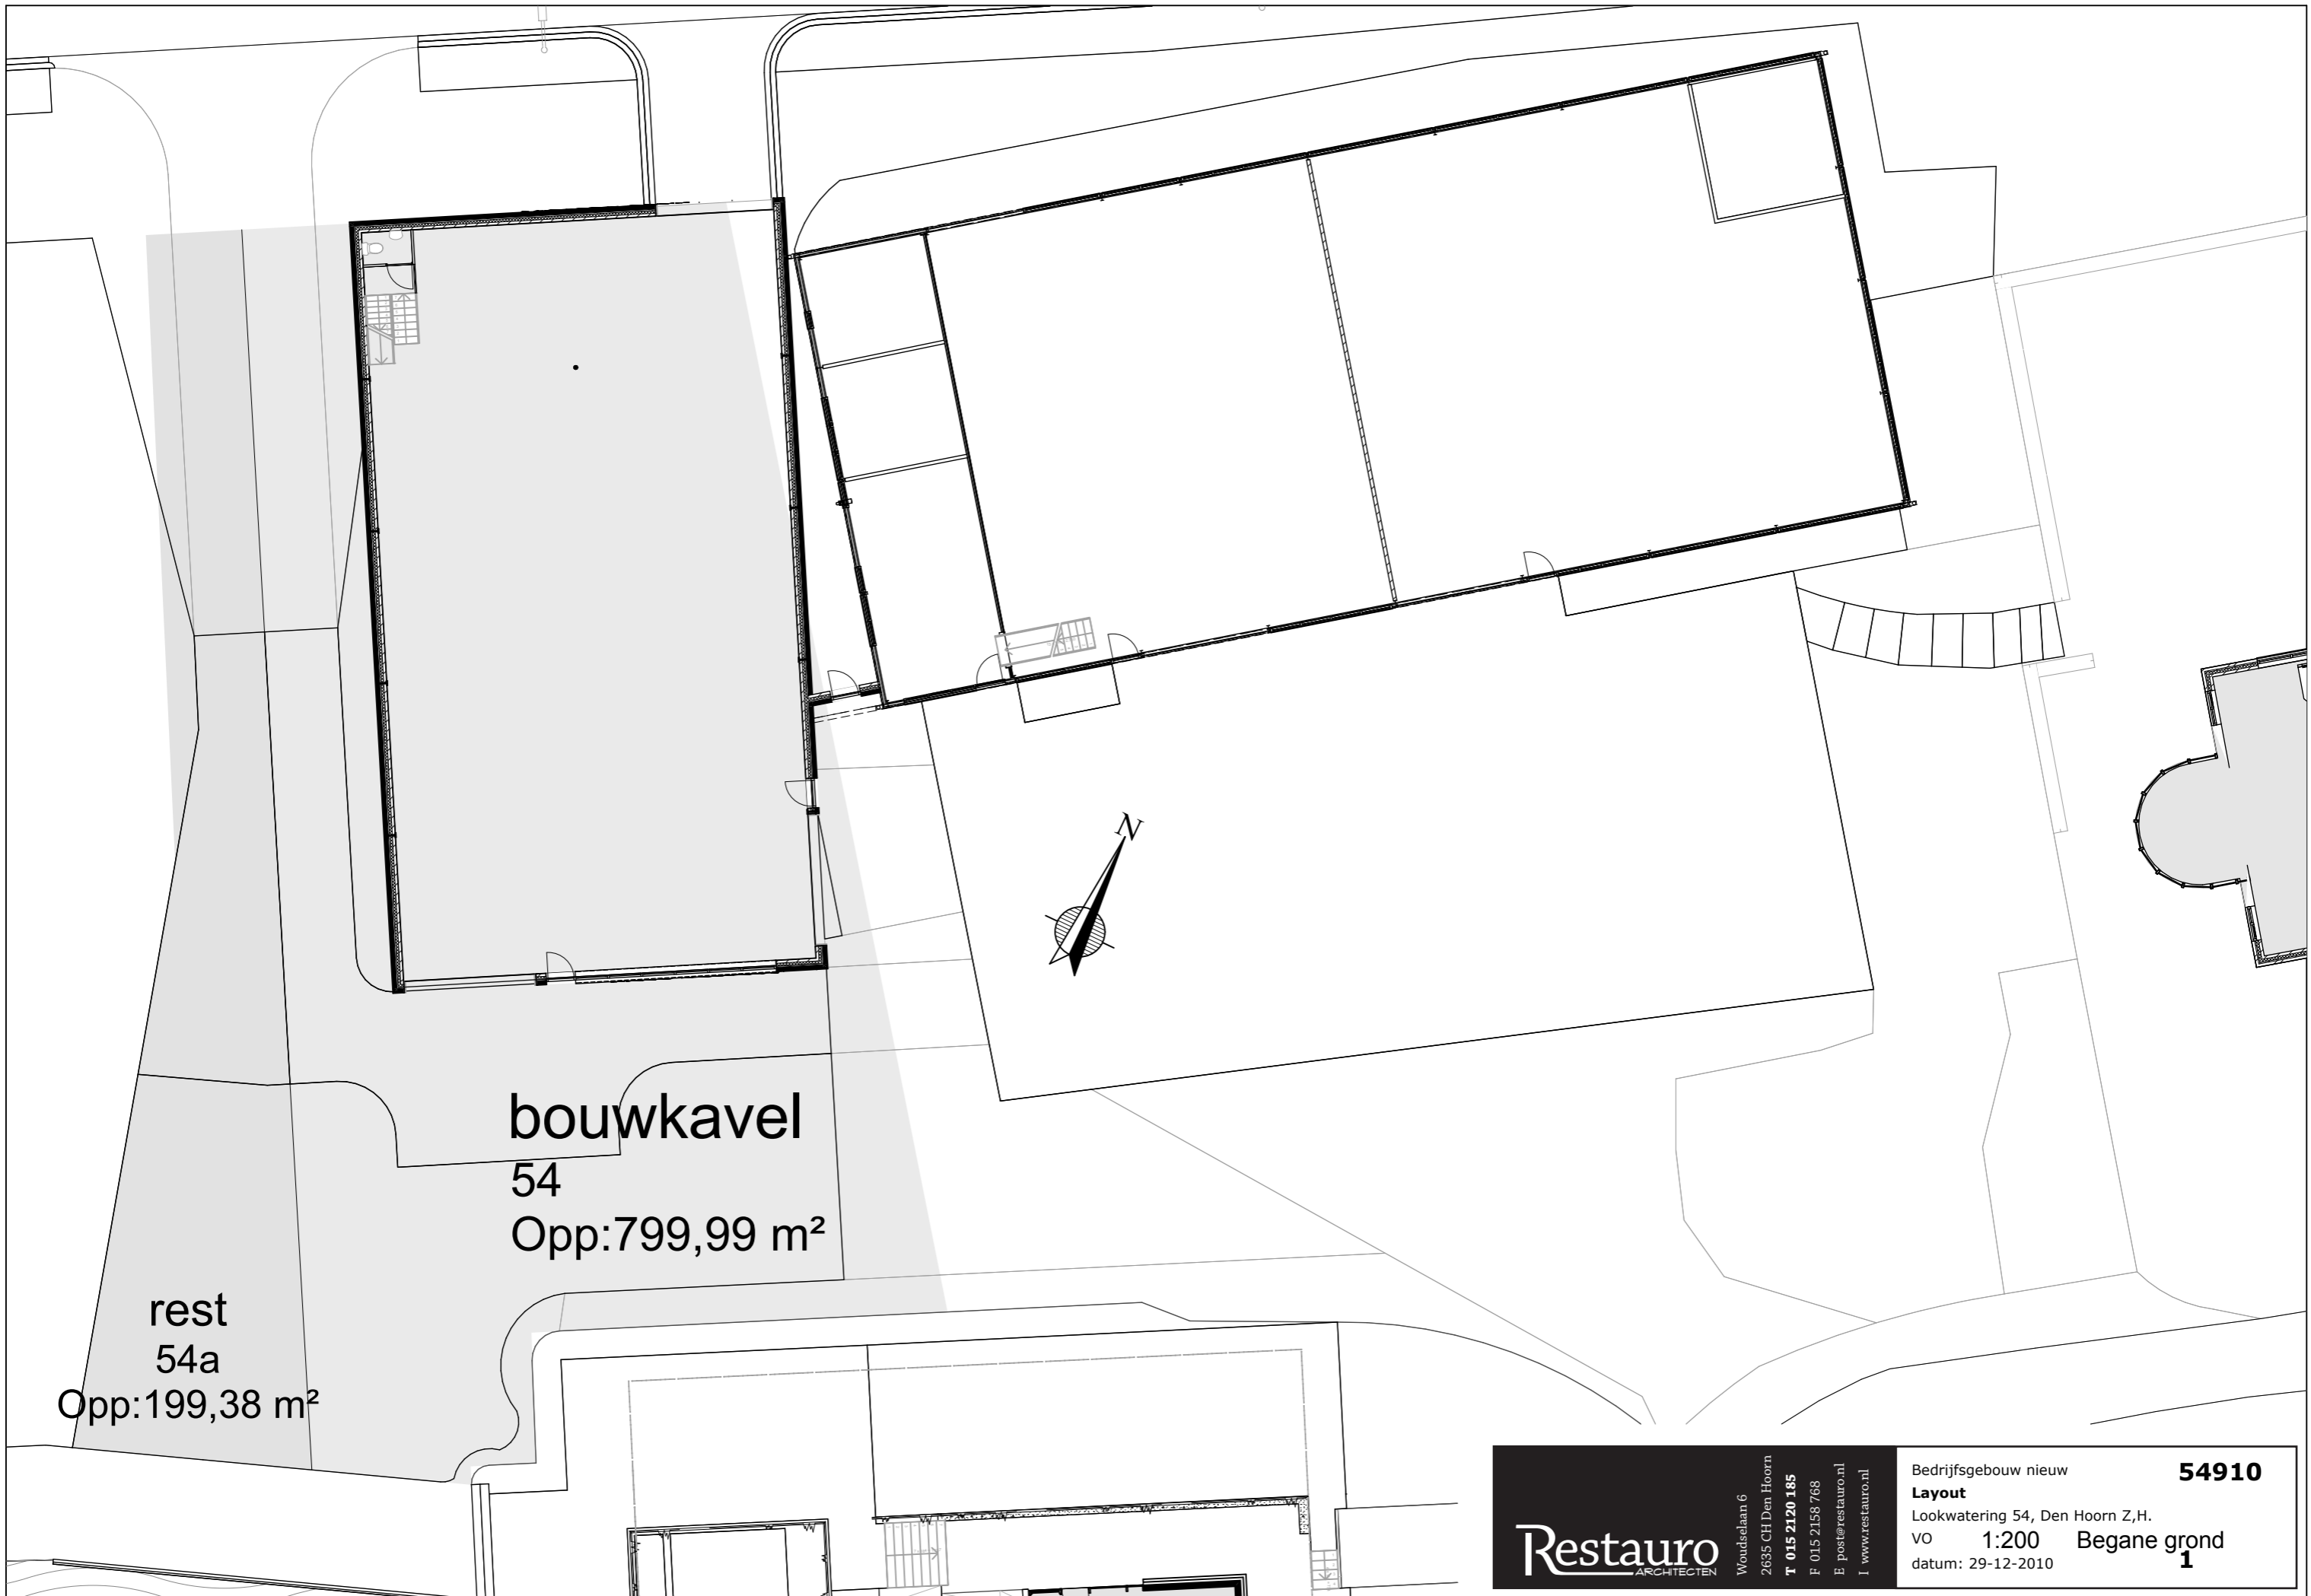 N
bouwkavel
54
Opp:799,99 m²
rest
54a
Opp:199,38 m²
Restauro
ARCHITECTEN
Woudselaan 6
2635 CH Den Hoorn
T 015 2120 185
F 015 2158 768
E post@restauro.nl
I www.restauro.nl
Bedrijfsgebouw nieuw 54910
Layout
Lookwatering 54, Den Hoorn Z,H.
VO 1:200 Begane grond
datum: 29-12-2010 1